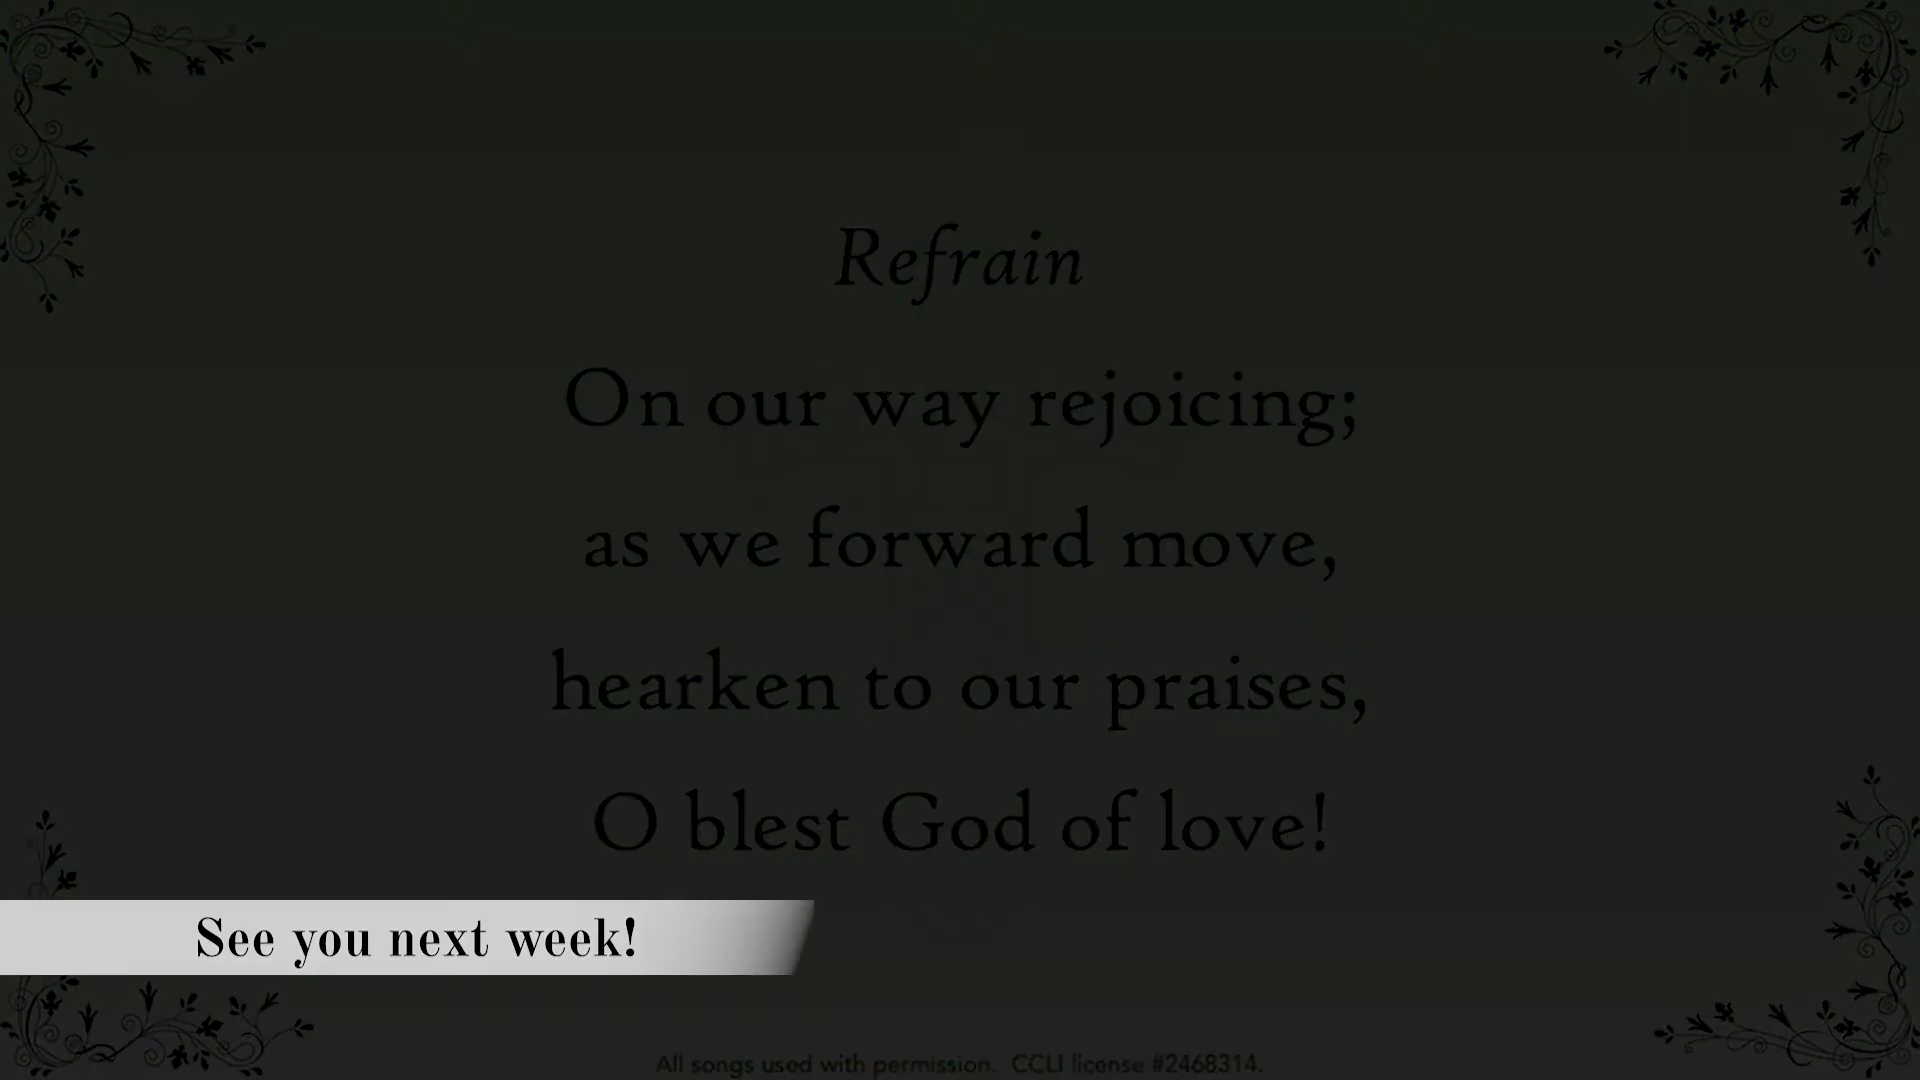 Refrain
On our way rejoicing;
as we forward move,
hearken to our praises,
O blest God of love!
See you next week!
All songs used with permission. CCLI license #2468314.